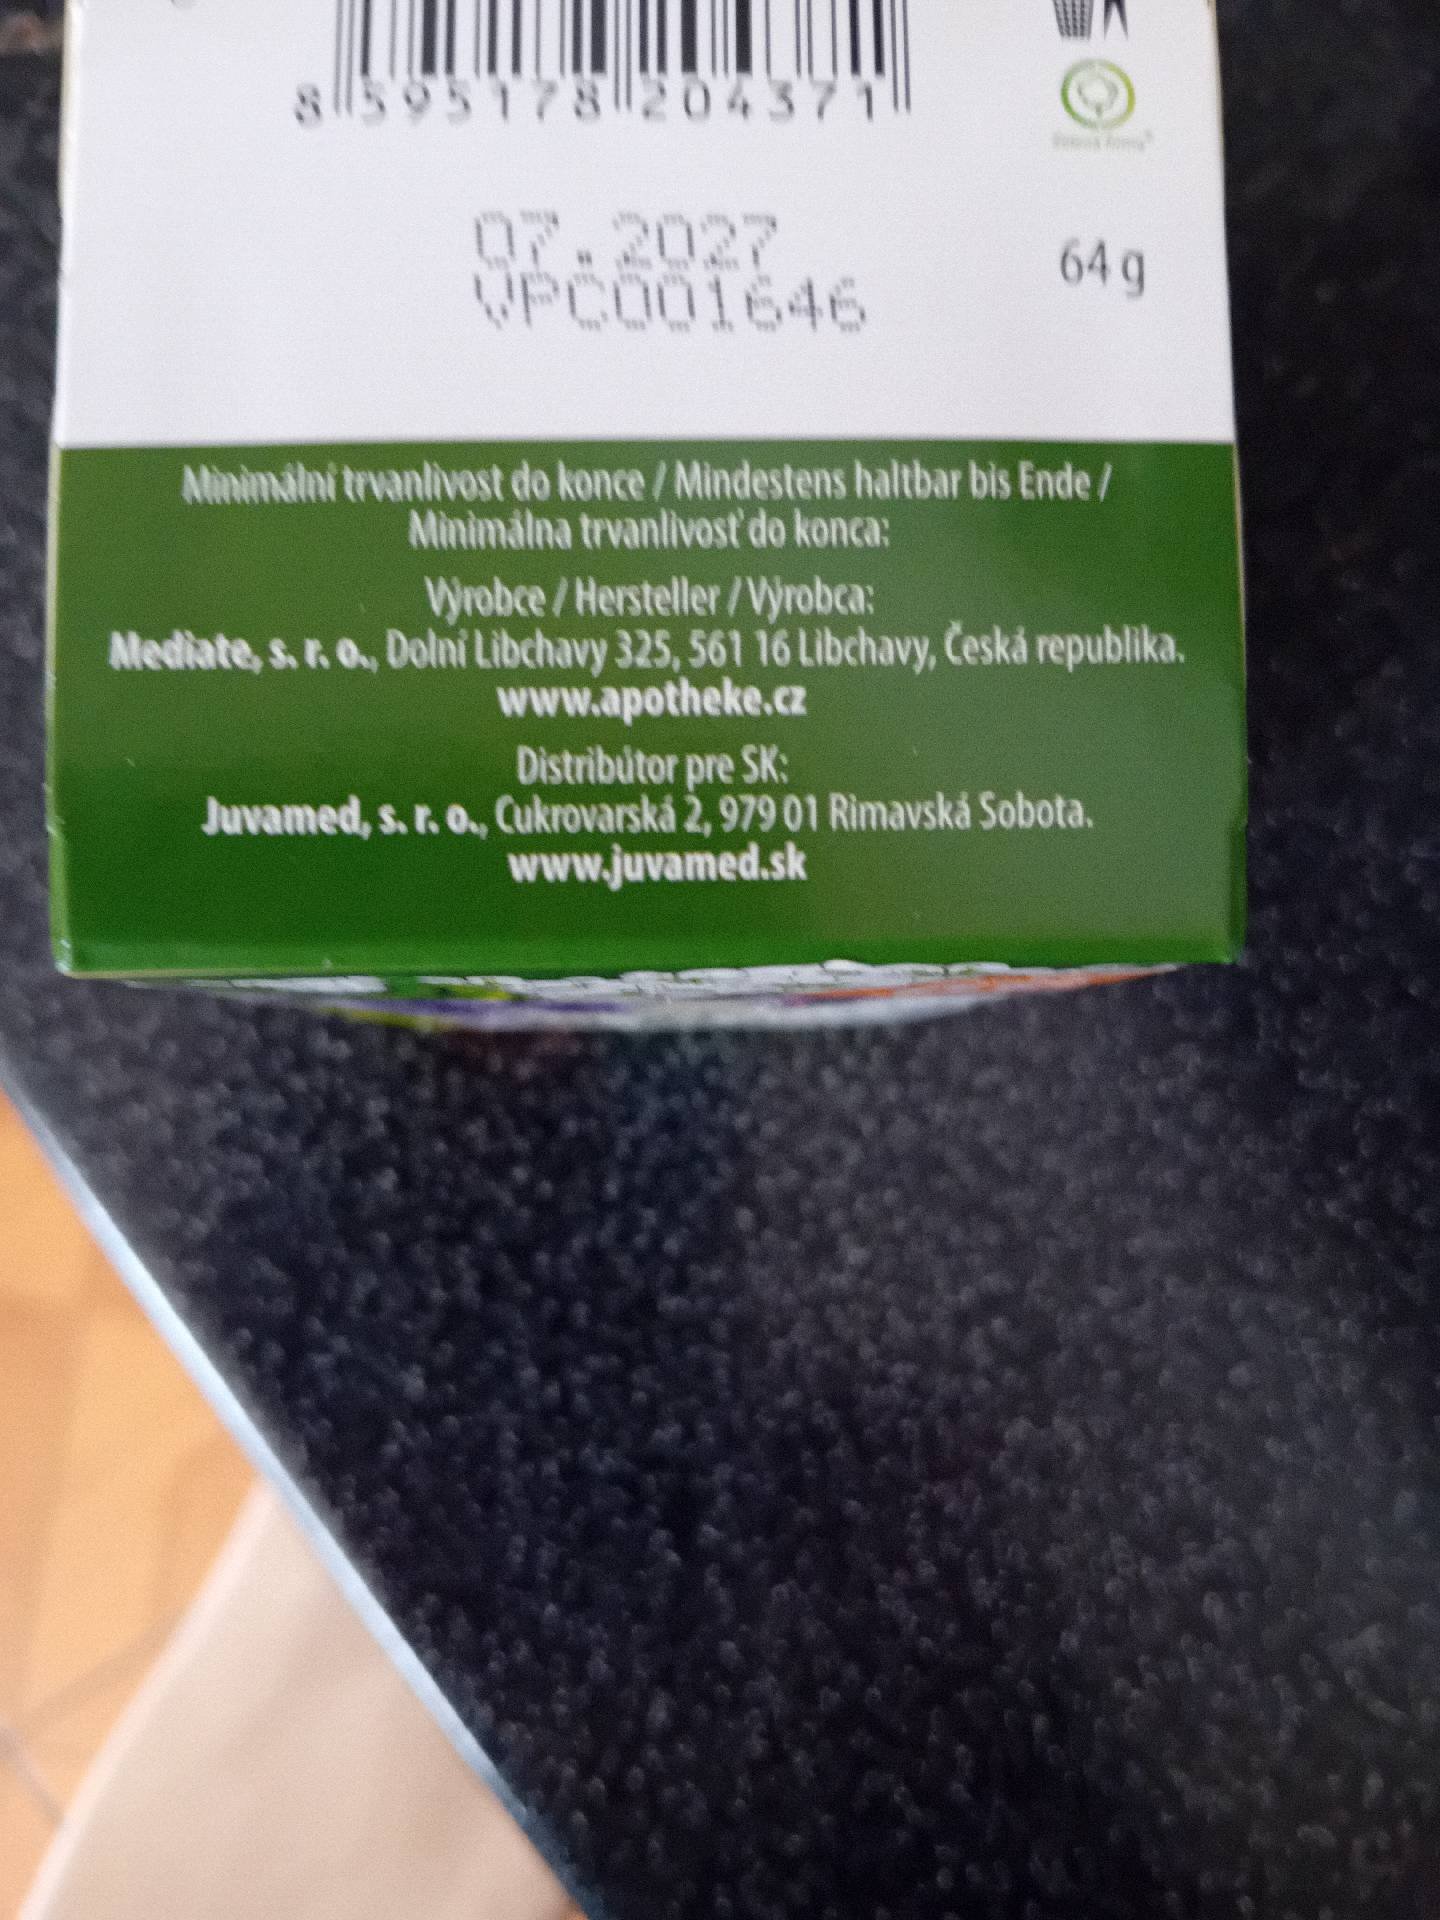 8 595178 204371
07.2027
VPC001646
64 g
Minimální trvanlivost do konce / Mindestens haltbar bis Ende /
Minimálna trvanlivosť do konca:
Výrobce / Hersteller / Výrobca:
Mediate, s. r. o., Dolní Libchavy 325, 561 16 Libchavy, Česká republika.
www.apotheke.cz
Distribútor pre SK:
Juvamed, s. r. o., Cukrovarská 2, 979 01 Rimavská Sobota.
www.juvamed.sk